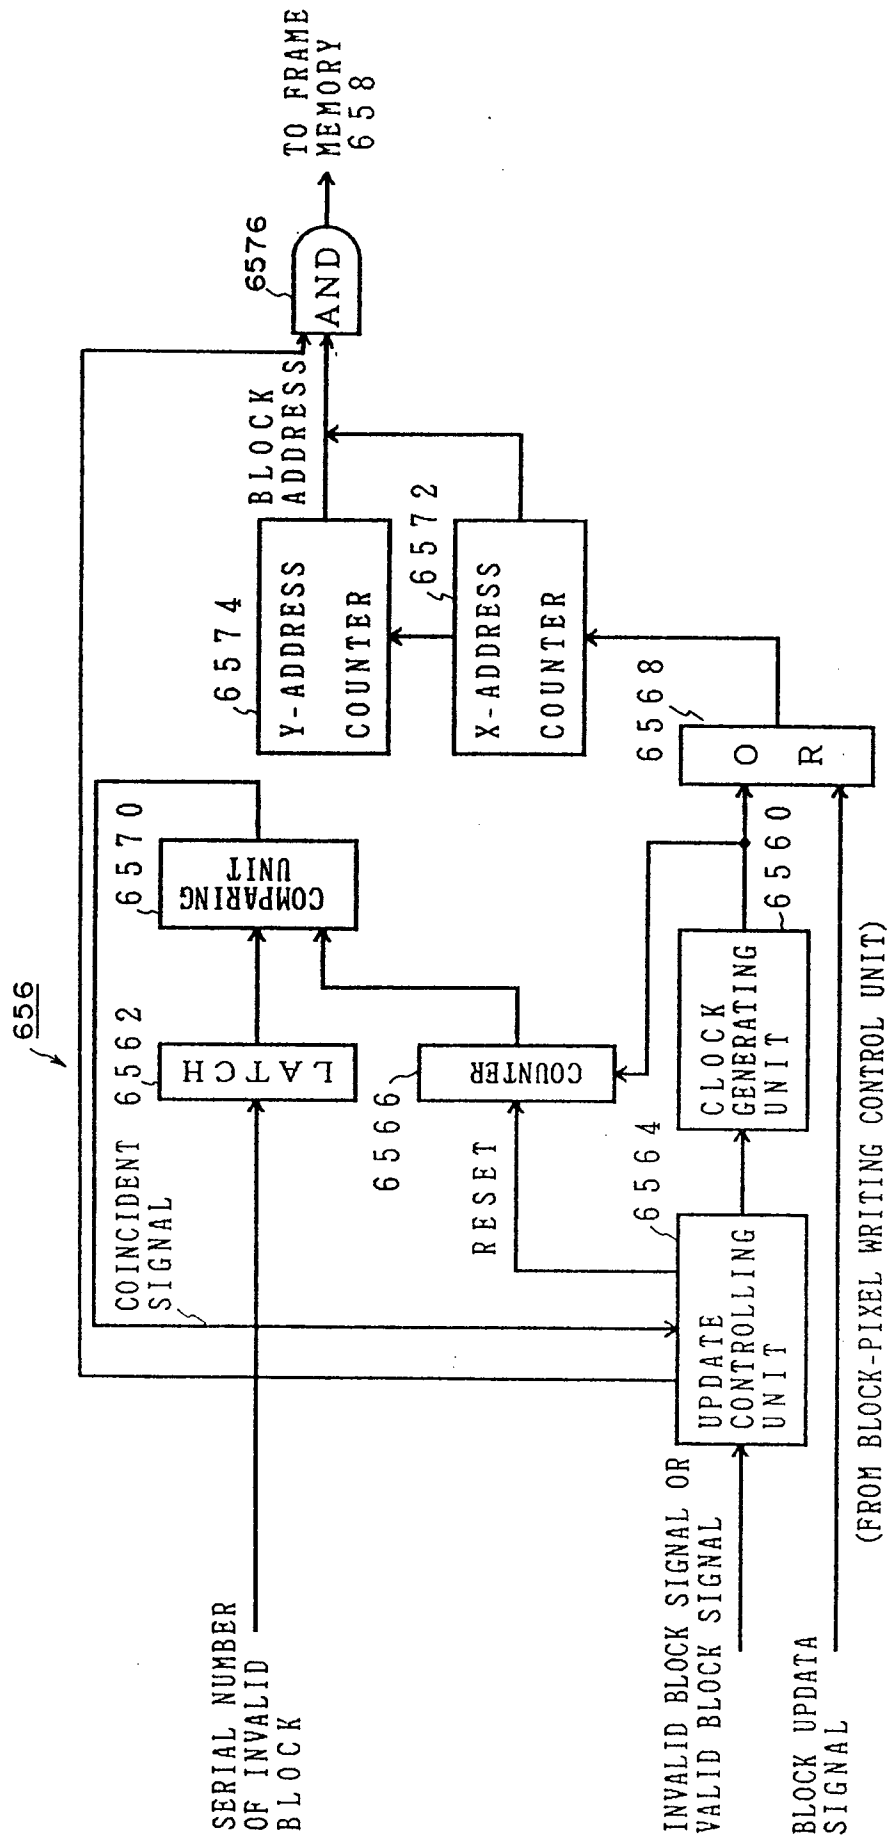 656
SERIAL NUMBER
OF INVALID
BLOCK
COINCIDENT
SIGNAL
6562
LATCH
6570
COMPARING
UNIT
6574
Y-ADDRESS
COUNTER
BLOCK
ADDRESS
6576
AND
TO FRAME
MEMORY
658
6566
COUNTER
RESET
6572
X-ADDRESS
COUNTER
INVALID BLOCK SIGNAL OR
VALID BLOCK SIGNAL
6564
UPDATE
CONTROLLING
UNIT
CLOCK
GENERATING
UNIT
6560
6568
OR
BLOCK UPDATA
SIGNAL
(FROM BLOCK-PIXEL WRITING CONTROL UNIT)